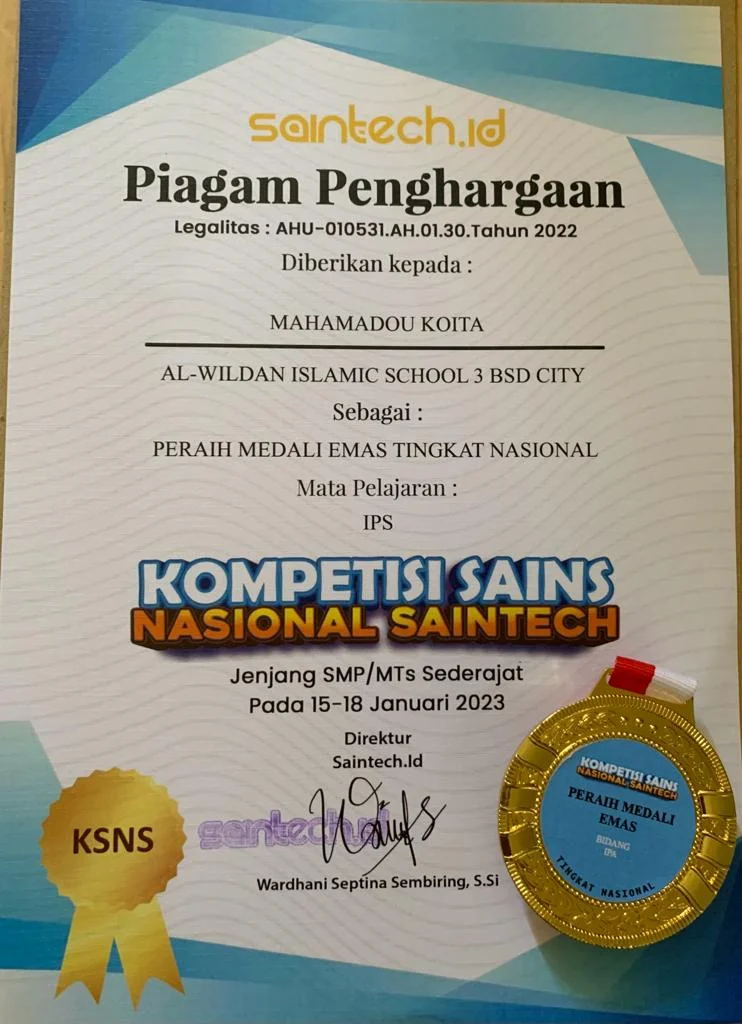 saintech.id
Piagam Penghargaan
Legalitas : AHU-010531.AH.01.30.Tahun 2022
Diberikan kepada :
MAHAMADOU KOITA
AL-WILDAN ISLAMIC SCHOOL 3 BSD CITY
Sebagai :
PERAIH MEDALI EMAS TINGKAT NASIONAL
Mata Pelajaran :
IPS
KOMPETISI SAINS
NASIONAL SAINTECH
Jenjang SMP/MTs Sederajat
Pada 15-18 Januari 2023
Direktur
Saintech.Id
saintech.id
Wardhani Septina Sembiring, S.Si
KSNS
KOMPETISI SAINS
NASIONAL SAINTECH
PERAIH MEDALI
EMAS
BIDANG
IPA
TINGKAT NASIONAL